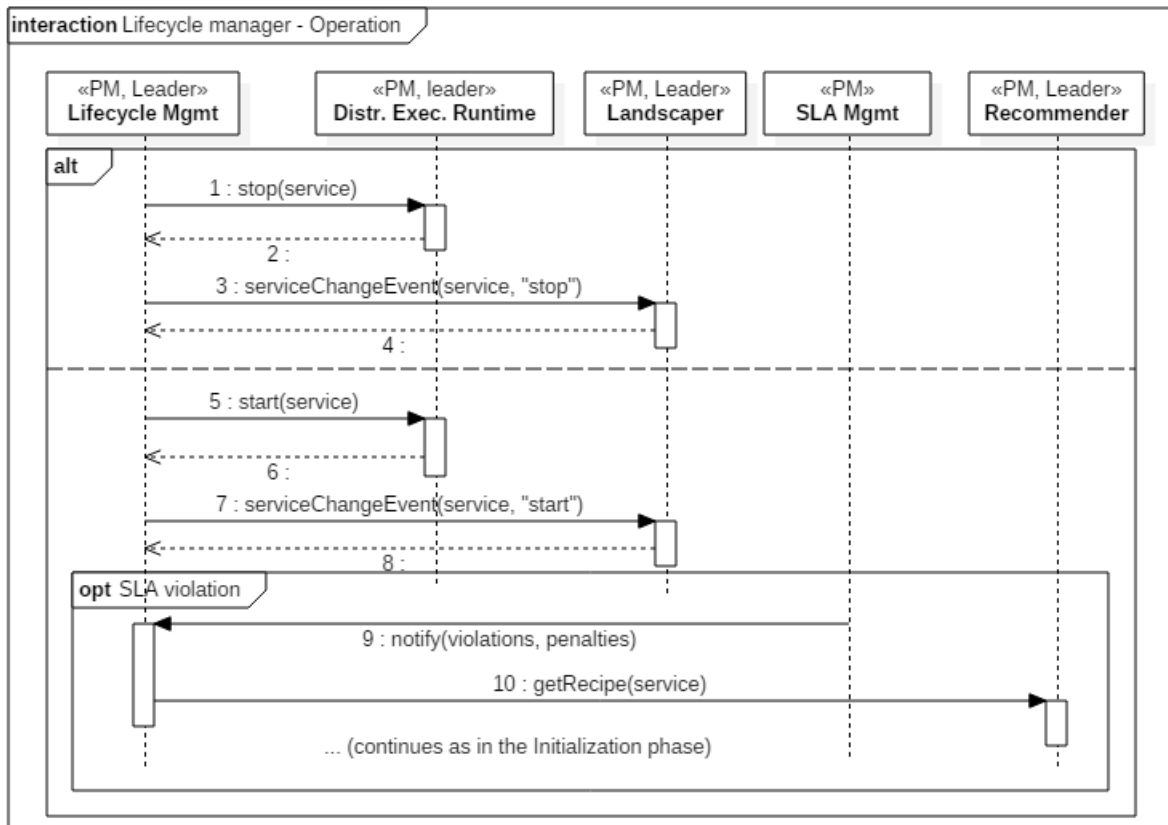 interaction Lifecycle manager - Operation
«PM, Leader»
Lifecycle Mgmt
«PM, leader»
Distr. Exec. Runtime
«PM, Leader»
Landscaper
«PM»
SLA Mgmt
«PM, Leader»
Recommender
alt
1 : stop(service)
2 :
3 : serviceChangeEvent(service, "stop")
4 :
5 : start(service)
6 :
7 : serviceChangeEvent(service, "start")
8 :
opt SLA violation
9 : notify(violations, penalties)
10 : getRecipe(service)
... (continues as in the Initialization phase)